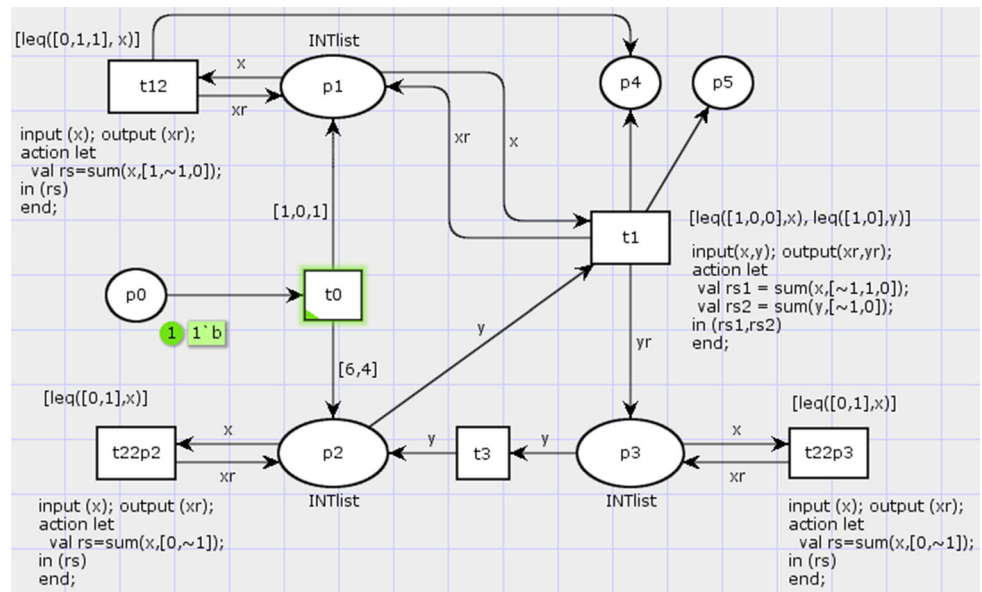 [leq([0,1,1], x)]
INTlist
t12
x
xr
p1
p4
p5
input (x); output (xr);
action let
val rs=sum(x,[1,~1,0]);
in (rs)
end;
xr
x
[1,0,1]
t1
[leq([1,0,0],x), leq([1,0],y)]
input(x,y); output(xr,yr);
action let
val rs1 = sum(x,[~1,1,0]);
val rs2 = sum(y,[~1,0]);
in (rs1,rs2)
end;
p0
t0
1
1`b
y
yr
[6,4]
[leq([0,1],x)]
[leq([0,1],x)]
t22p2
x
xr
p2
y
t3
y
p3
x
xr
t22p3
INTlist
INTlist
input (x); output (xr);
action let
val rs=sum(x,[0,~1]);
in (rs)
end;
input (x); output (xr);
action let
val rs=sum(x,[0,~1]);
in (rs)
end;